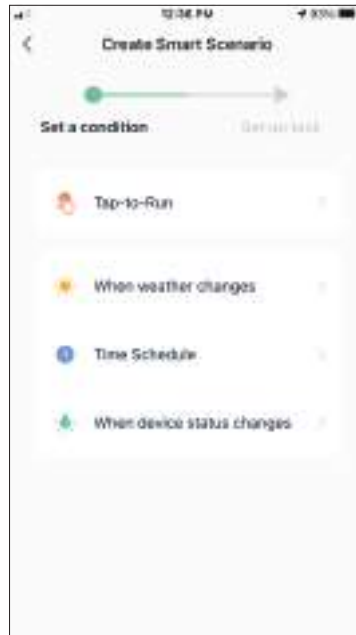 12:36 PM 93%
Create Smart Scenario
Set a condition
Tap-to-Run
When weather changes
Time Schedule
When device status changes